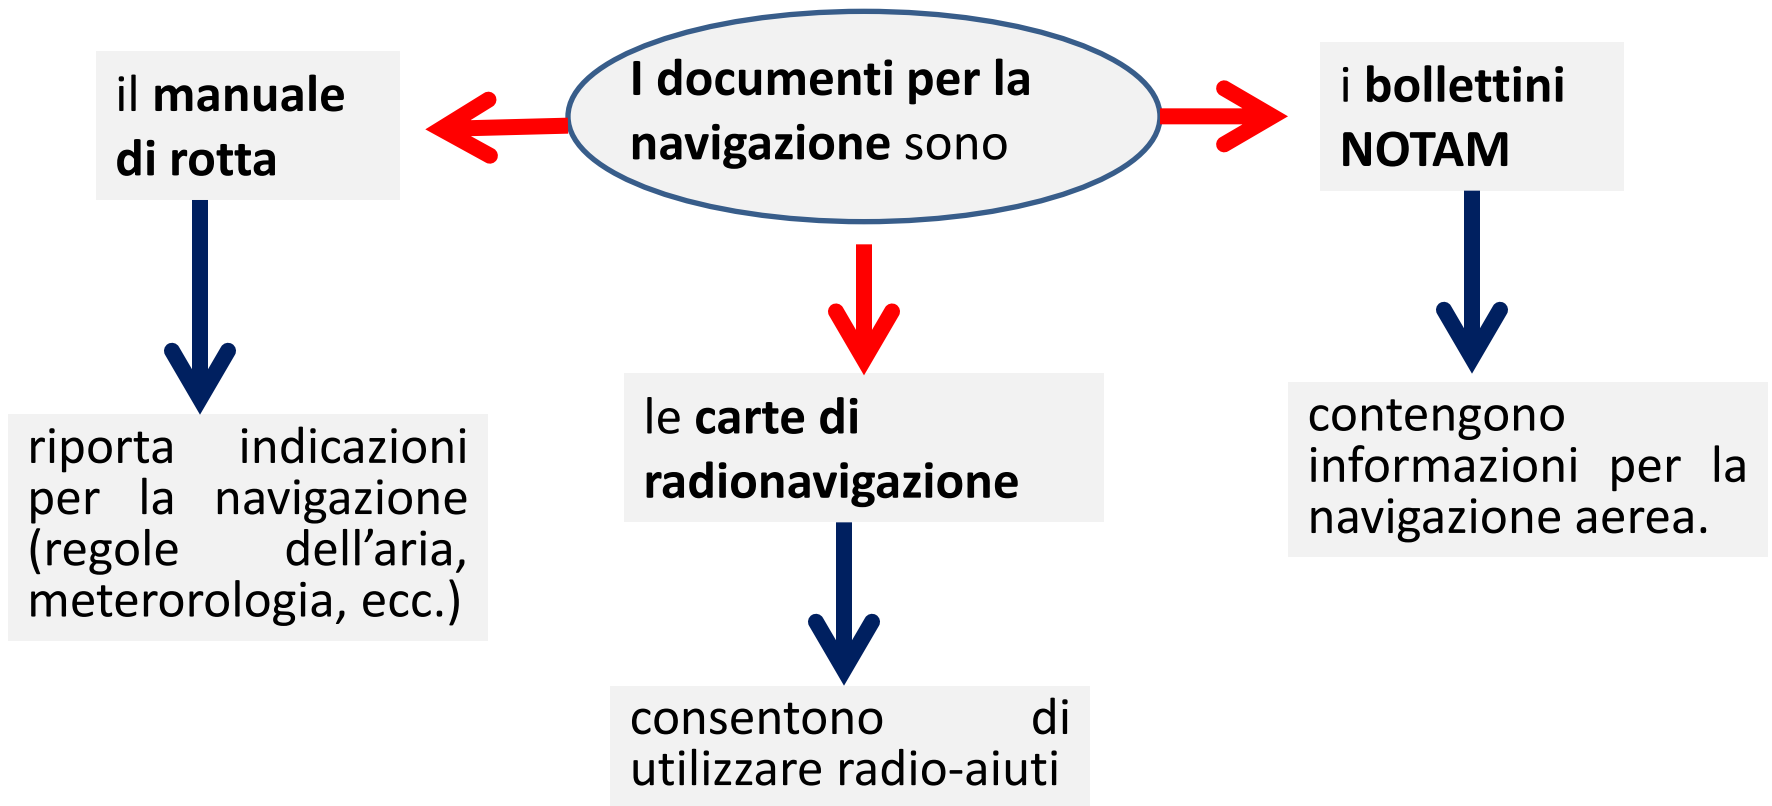 I documenti per la
navigazione sono
il manuale
di rotta
riporta indicazioni
per la navigazione
(regole dell’aria,
meterorologia, ecc.)
le carte di
radionavigazione
consentono di
utilizzare radio-aiuti
i bollettini
NOTAM
contengono
informazioni per la
navigazione aerea.